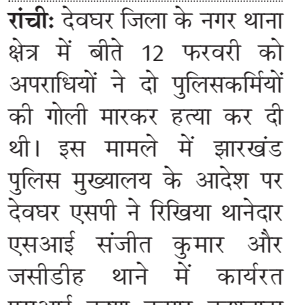 रांचीः देवघर जिला के नगर थाना
क्षेत्र में बीते 12 फरवरी को
अपराधियों ने दो पुलिसकर्मियों
की गोली मारकर हत्या कर दी
थी। इस मामले में झारखंड
पुलिस मुख्यालय के आदेश पर
देवघर एसपी ने रिखिया थानेदार
एसआई संजीत कुमार और
जसीडीह थाने में कार्यरत